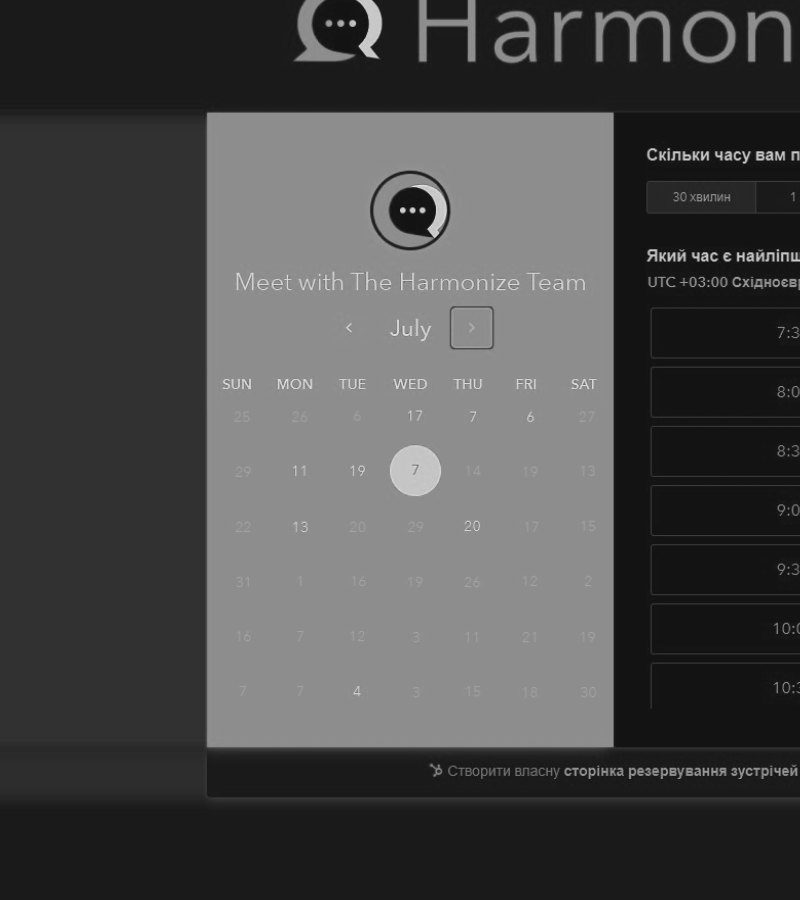 Harmon
Meet with The Harmonize Team
July
SUN MON TUE WED THU FRI SAT
25 26 6 17 7 6 27
29 11 19 7 14 19 13
22 13 20 29 20 17 15
31 1 16 19 26 12 2
16 7 12 3 11 21 19
7 7 4 3 15 18 30
Скільки часу вам п
30 хвилин 1
Який час є найліпш
UTC +03:00 Східноєвр
7:3
8:0
8:3
9:0
9:3
10:0
10:3
Створити власну сторінка резервування зустрічей